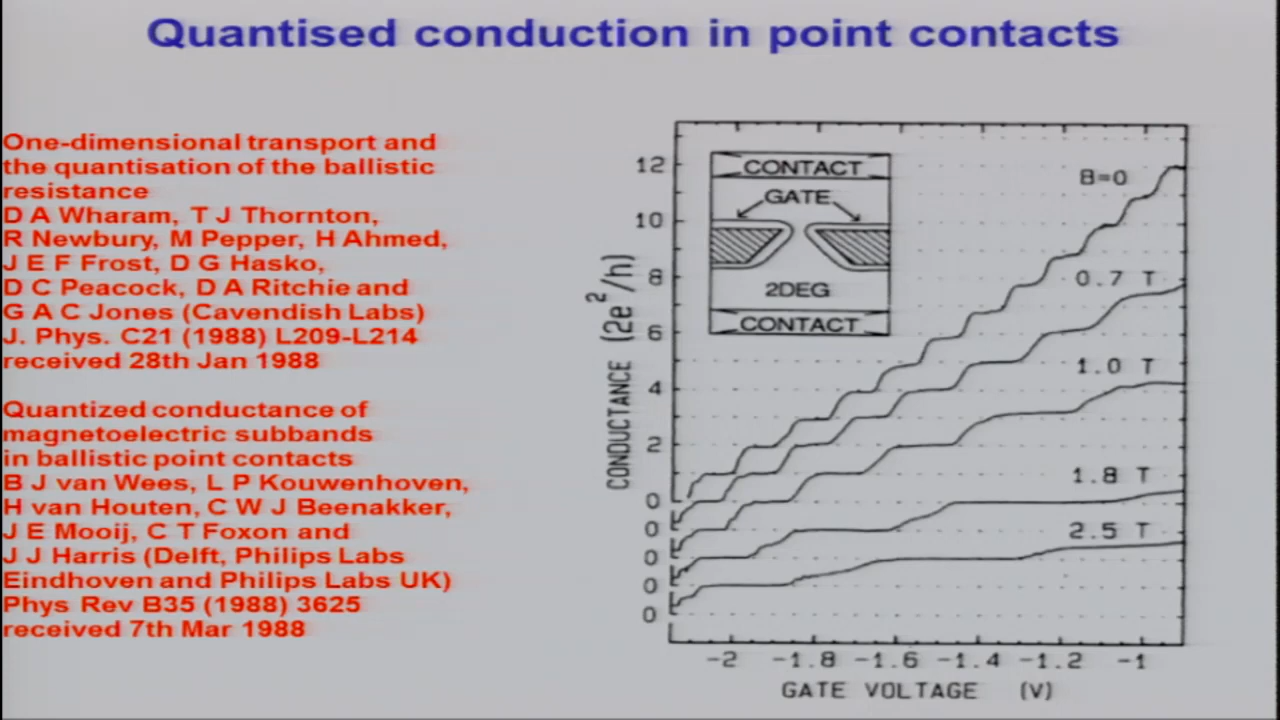 Quantised conduction in point contacts
One-dimensional transport and
the quantisation of the ballistic
resistance
D A Wharam, T J Thornton,
R Newbury, M Pepper, H Ahmed,
J E F Frost, D G Hasko,
D C Peacock, D A Ritchie and
G A C Jones (Cavendish Labs)
J. Phys. C21 (1988) L209-L214
received 28th Jan 1988
Quantized conductance of
magnetoelectric subbands
in ballistic point contacts
B J van Wees, L P Kouwenhoven,
H van Houten, C W J Beenakker,
J E Mooij, C T Foxon and
J J Harris (Delft, Philips Labs
Eindhoven and Philips Labs UK)
Phys Rev B35 (1988) 3625
received 7th Mar 1988
CONDUCTANCE (2e²/h)
12
10
8
6
4
2
0
0
0
0
0
CONTACT
GATE
2DEG
CONTACT
B=0
0.7 T
1.0 T
1.8 T
2.5 T
-2 -1.8 -1.6 -1.4 -1.2 -1
GATE VOLTAGE (V)